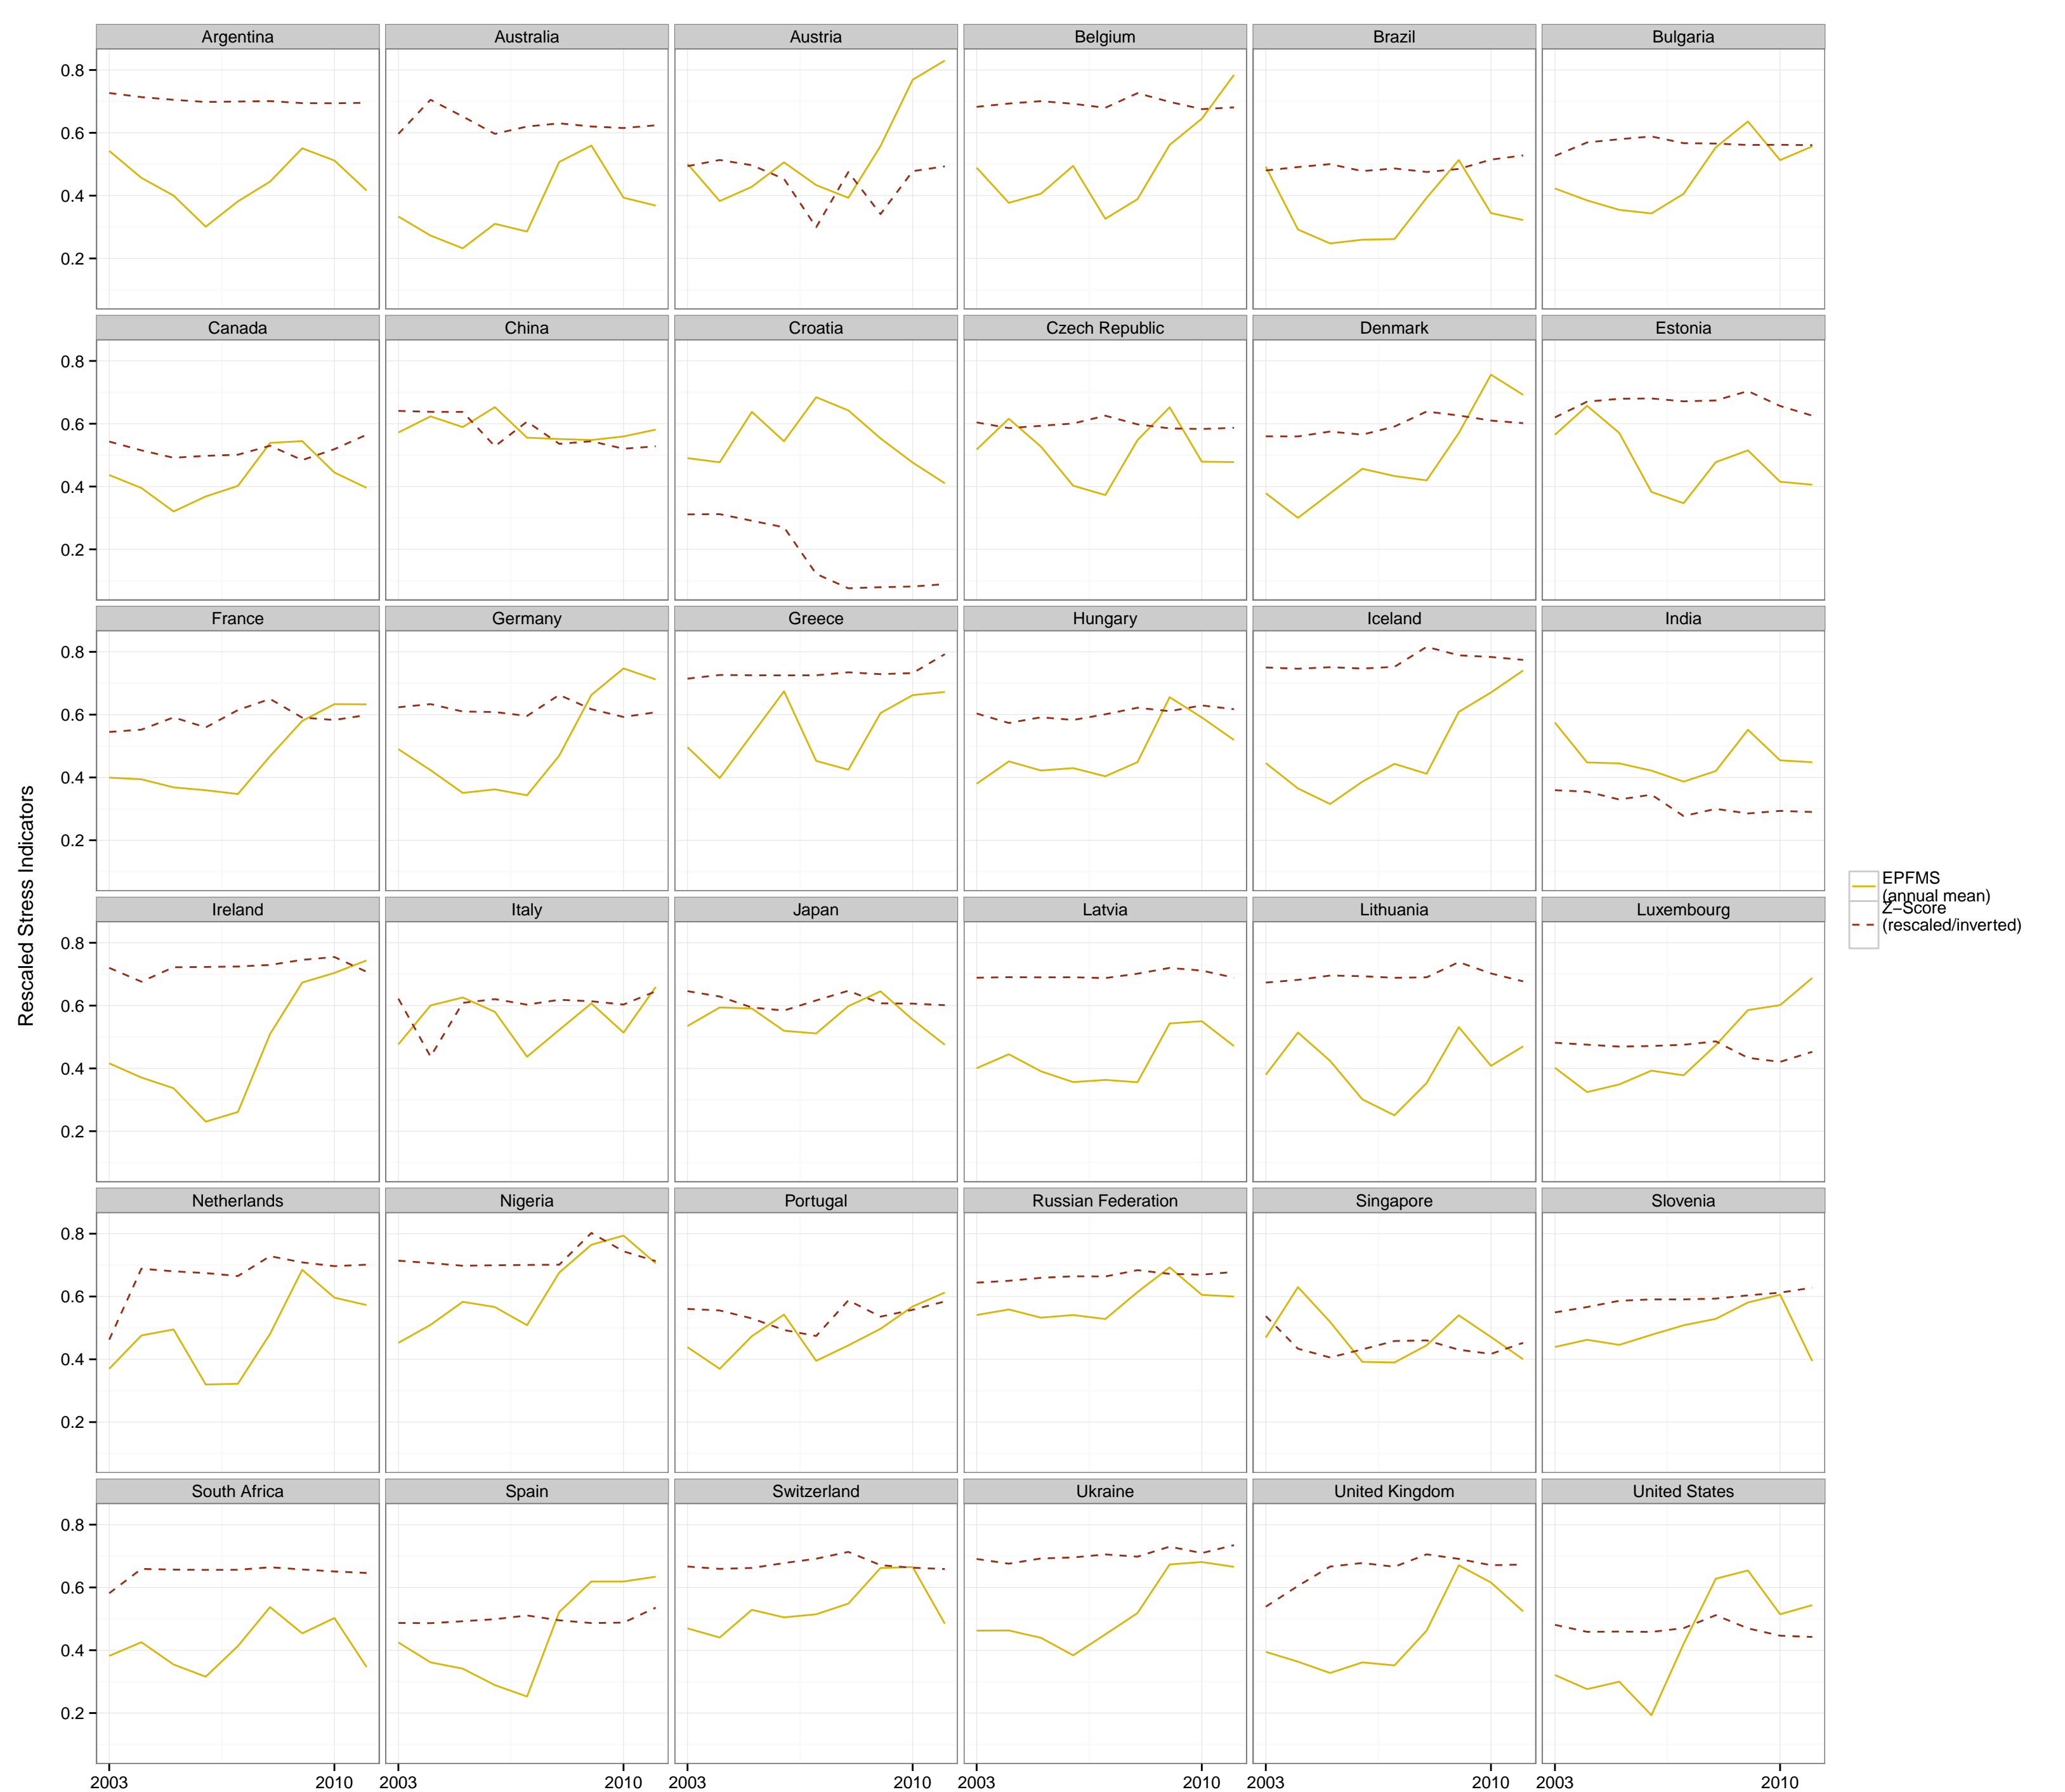 Argentina Australia Austria Belgium Brazil Bulgaria
0.8
0.6
0.4
0.2
Canada China Croatia Czech Republic Denmark Estonia
0.8
0.6
0.4
0.2
France Germany Greece Hungary Iceland India
0.8
0.6
0.4
0.2
Ireland Italy Japan Latvia Lithuania Luxembourg
0.8
0.6
0.4
0.2
Netherlands Nigeria Portugal Russian Federation Singapore Slovenia
0.8
0.6
0.4
0.2
South Africa Spain Switzerland Ukraine United Kingdom United States
0.8
0.6
0.4
0.2
2003 2010 2003 2010 2003 2010 2003 2010 2003 2010 2003 2010
Rescaled Stress Indicators
EPFMS
(annual mean)
Z−Score
(rescaled/inverted)